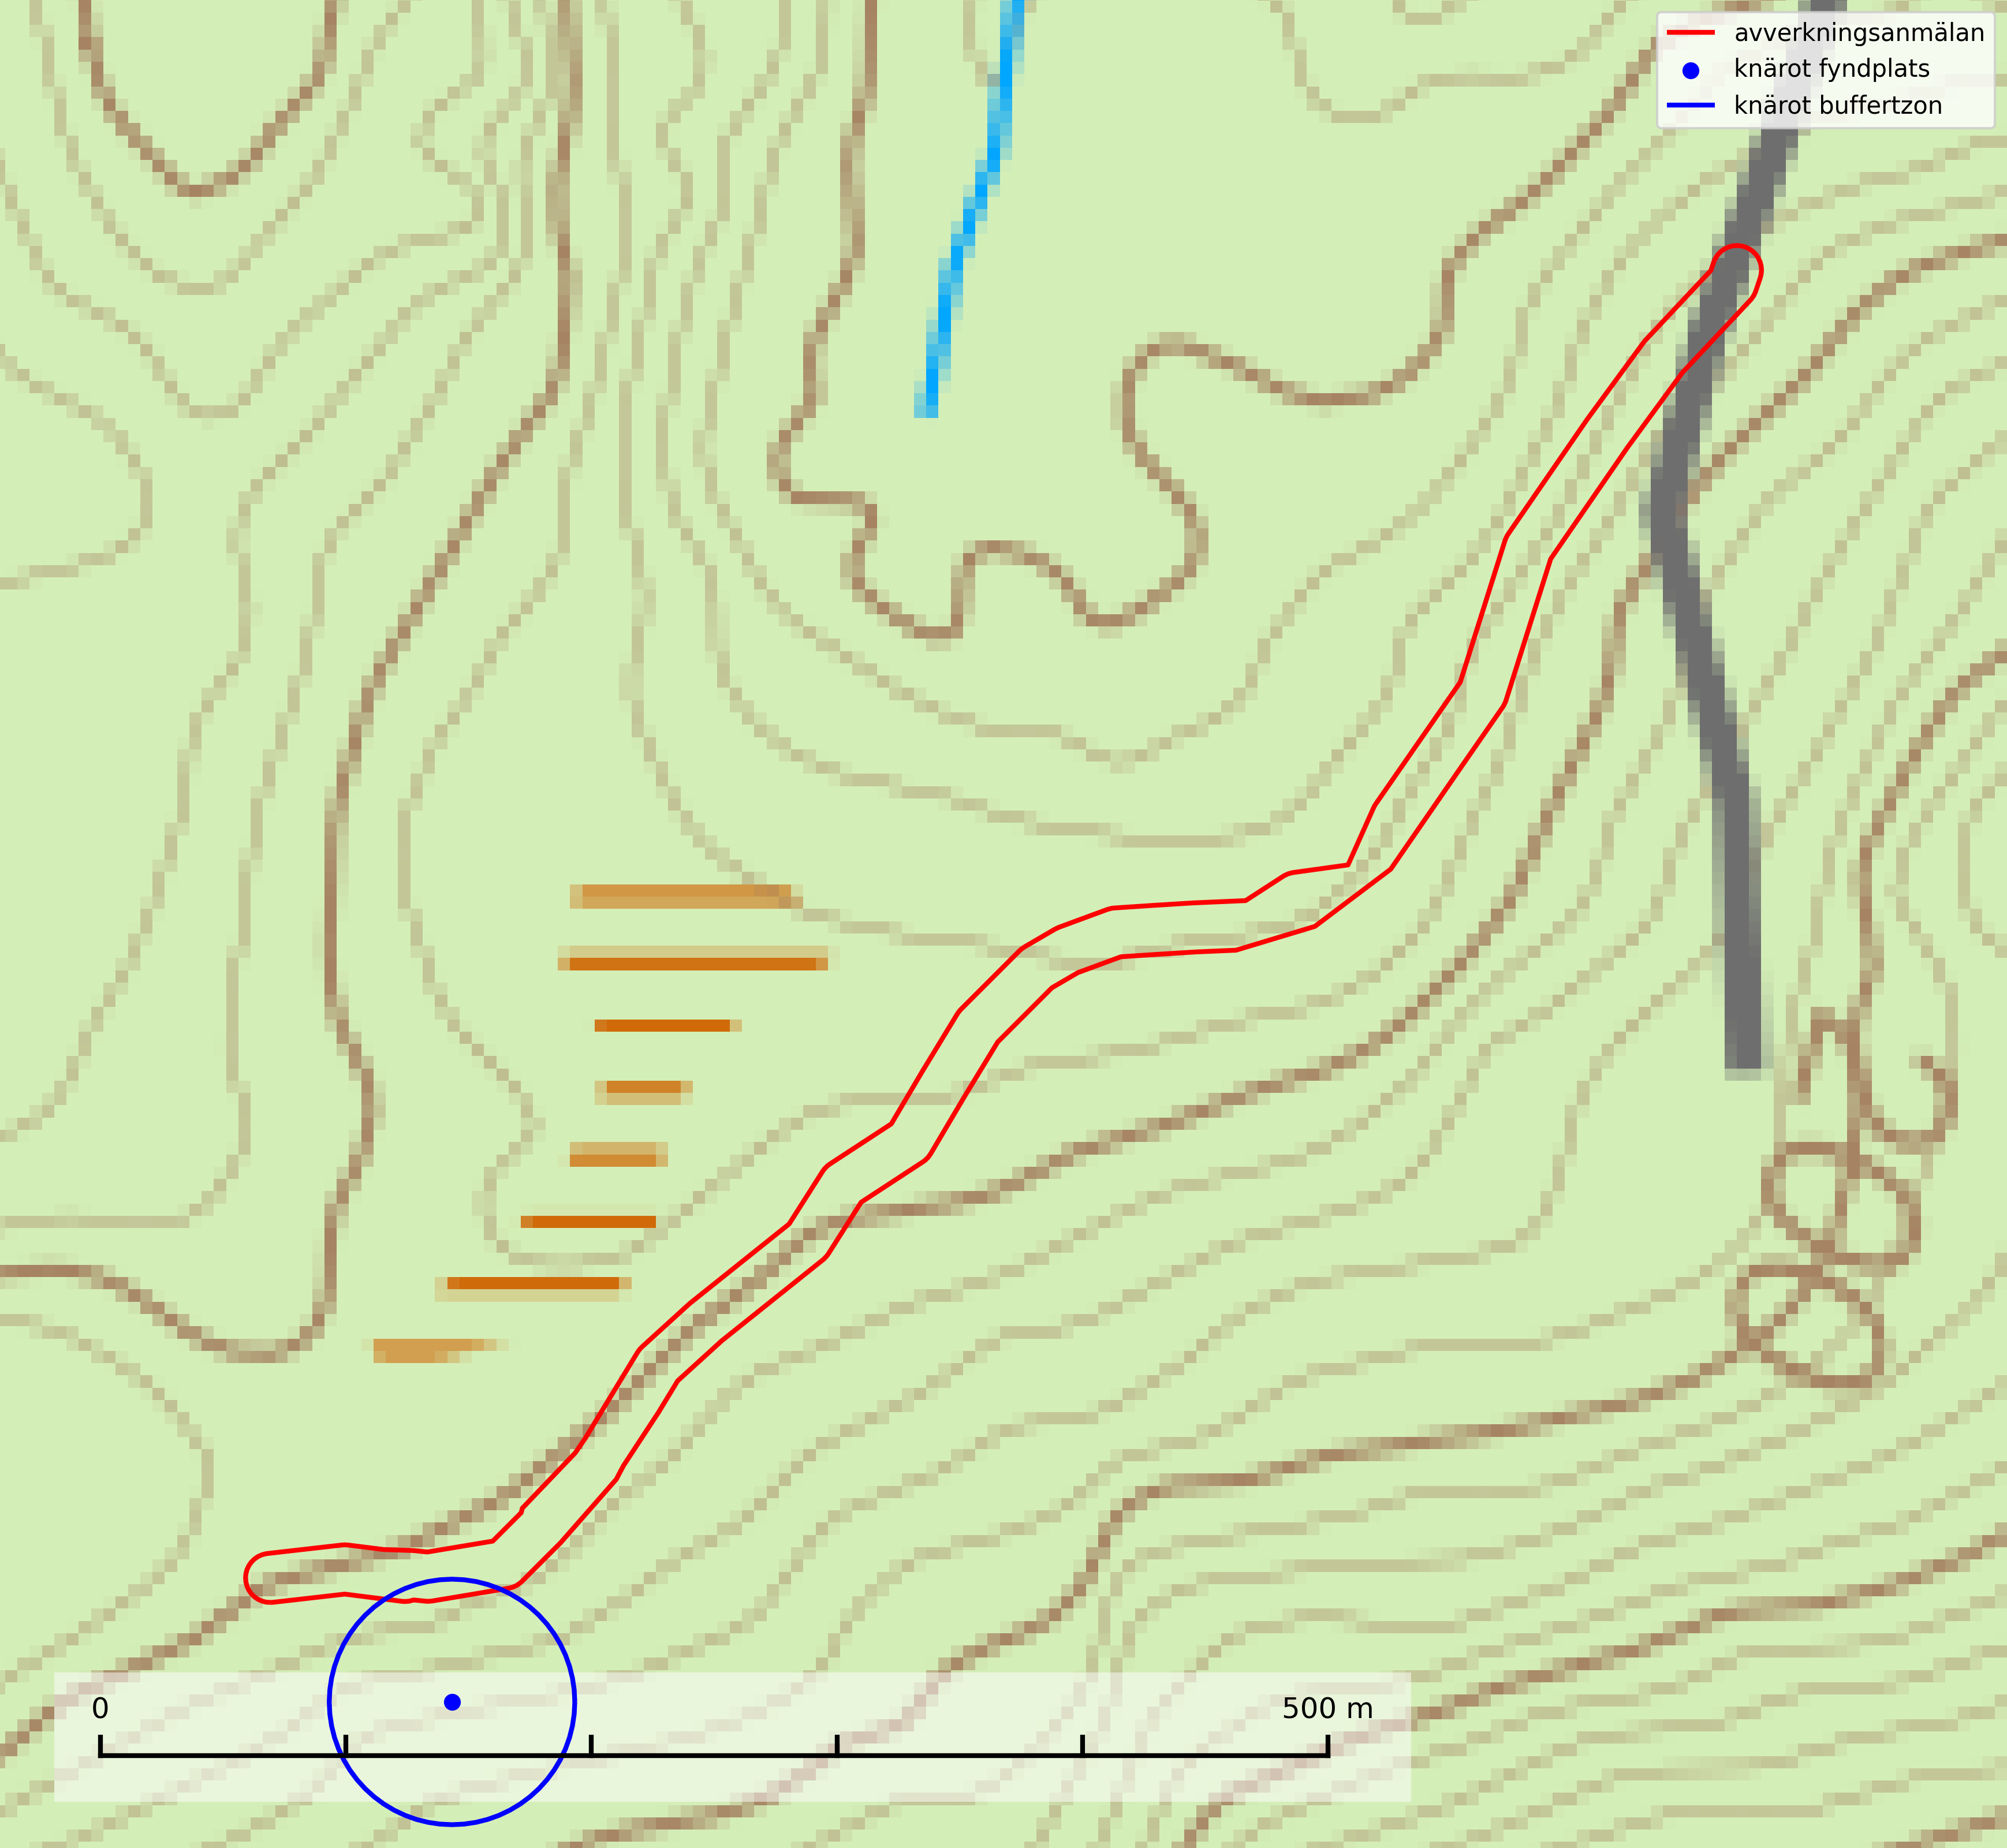 avverkningsanmälan
knärot fyndplats
knärot buffertzon
0
500 m